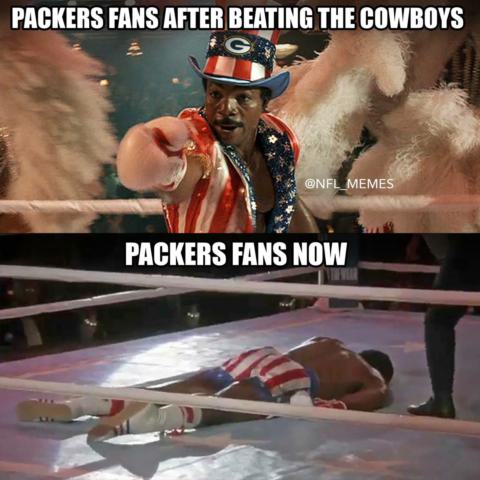 PACKERS FANS AFTER BEATING THE COWBOYS
G
@NFL_MEMES
PACKERS FANS NOW